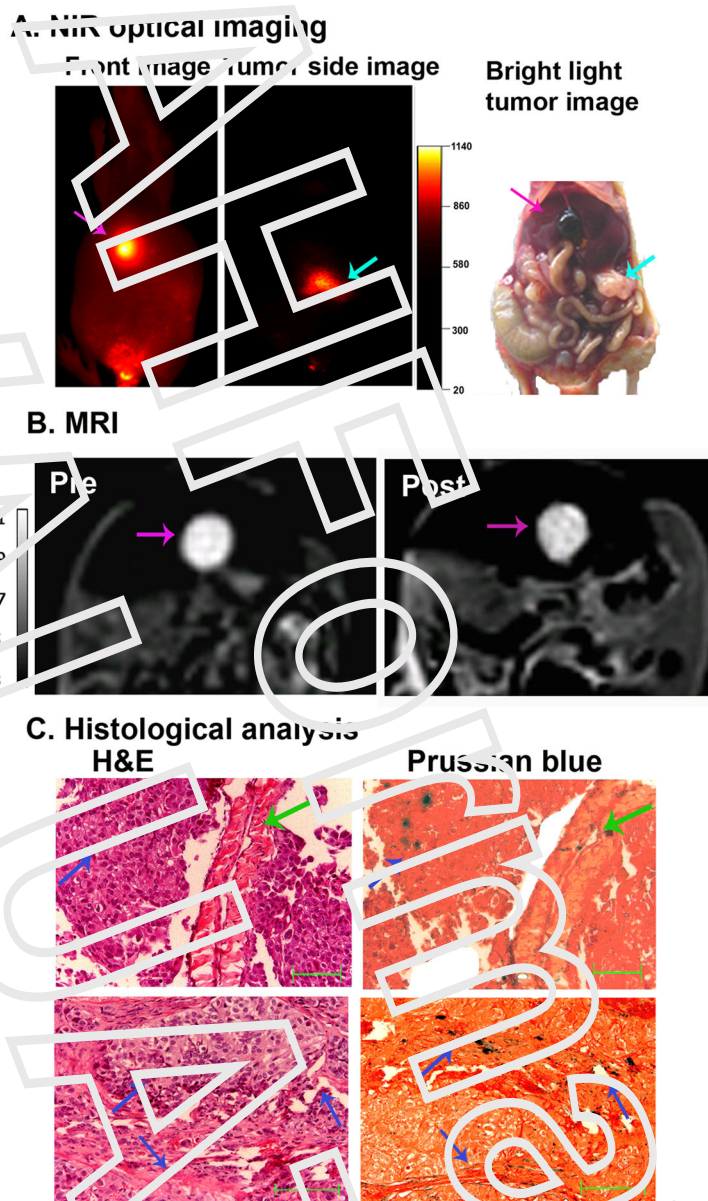 A. NIR optical imaging
Front image Tumor side image
Bright light
tumor image
1140
860
580
300
20
B. MRI
Pre
Post
C. Histological analysis
H&E
Prussian blue